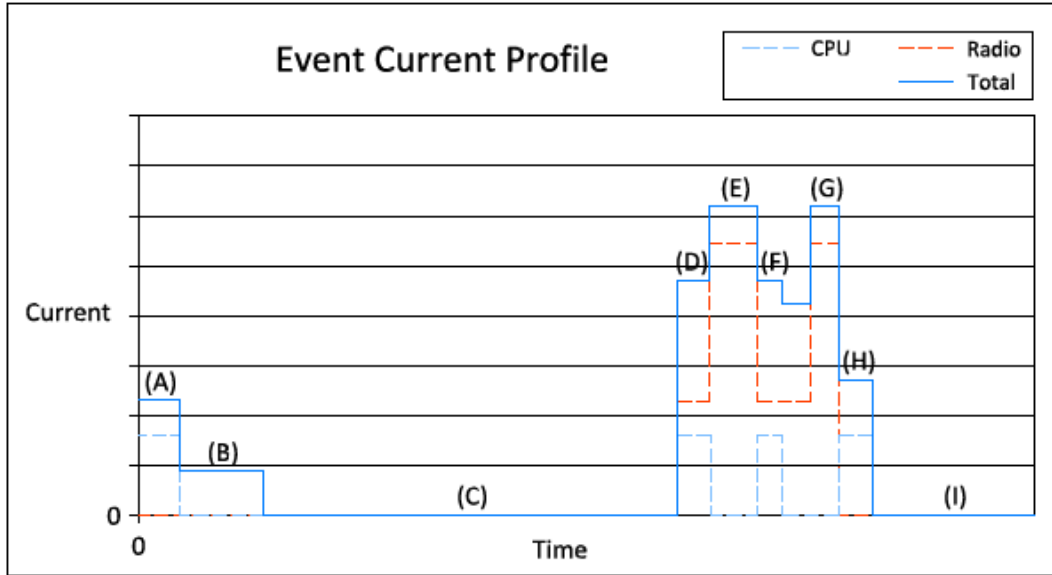 Event Current Profile
CPU
Radio
Total
(E)
(G)
(D)
(F)
Current
(A)
(H)
(B)
(C)
(I)
0
0
Time